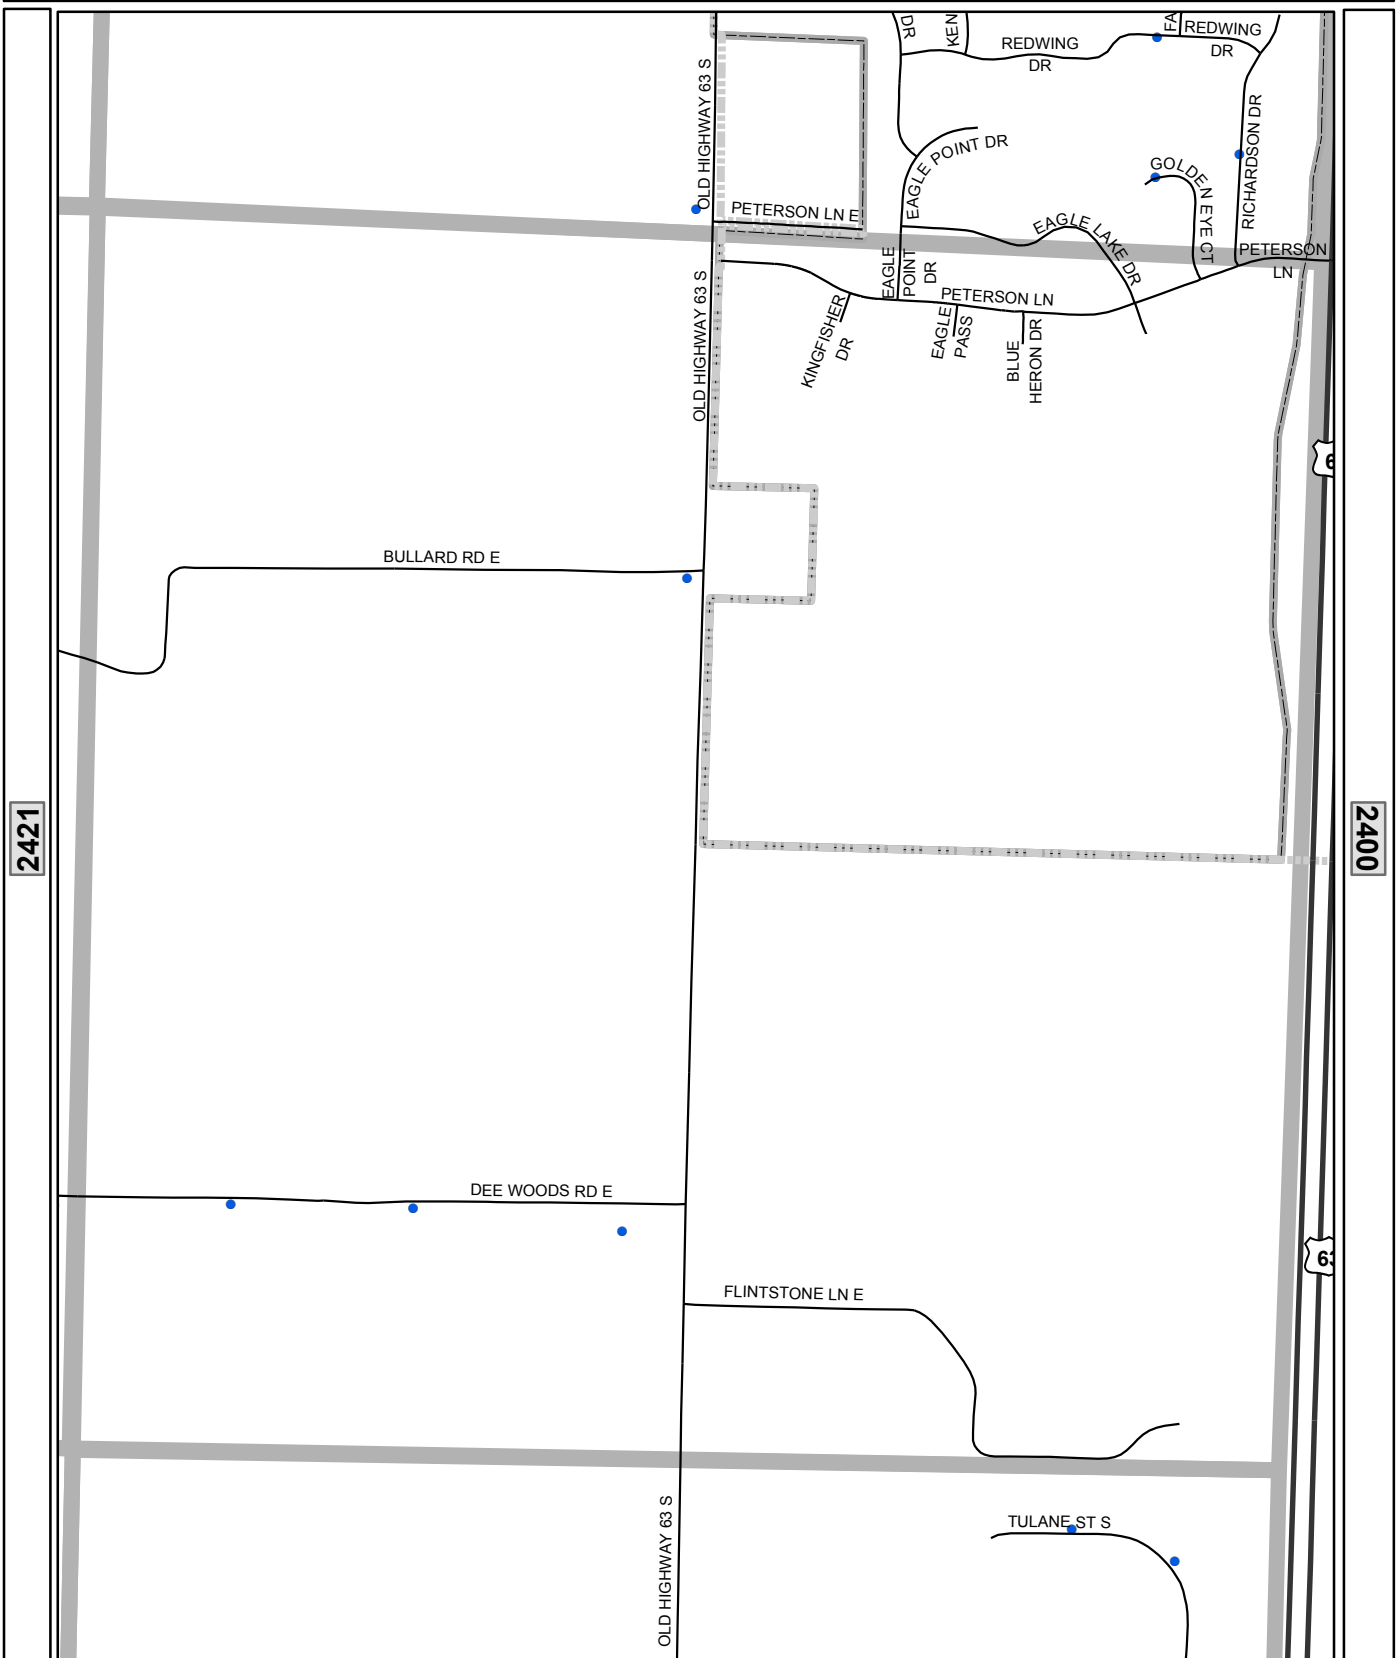 DR
KEN
REDWING
DR
FA
REDWING
DR
OLD HIGHWAY 63 S
EAGLE POINT DR
GOLDEN EYE CT
RICHARDSON DR
PETERSON LN E
EAGLE LAKE DR
PETERSON
LN
OLD HIGHWAY 63 S
EAGLE
POINT
DR
PETERSON LN
KINGFISHER
DR
EAGLE
PASS
BLUE
HERON DR
6
BULLARD RD E
2421
2400
DEE WOODS RD E
63
FLINTSTONE LN E
OLD HIGHWAY 63 S
TULANE ST S